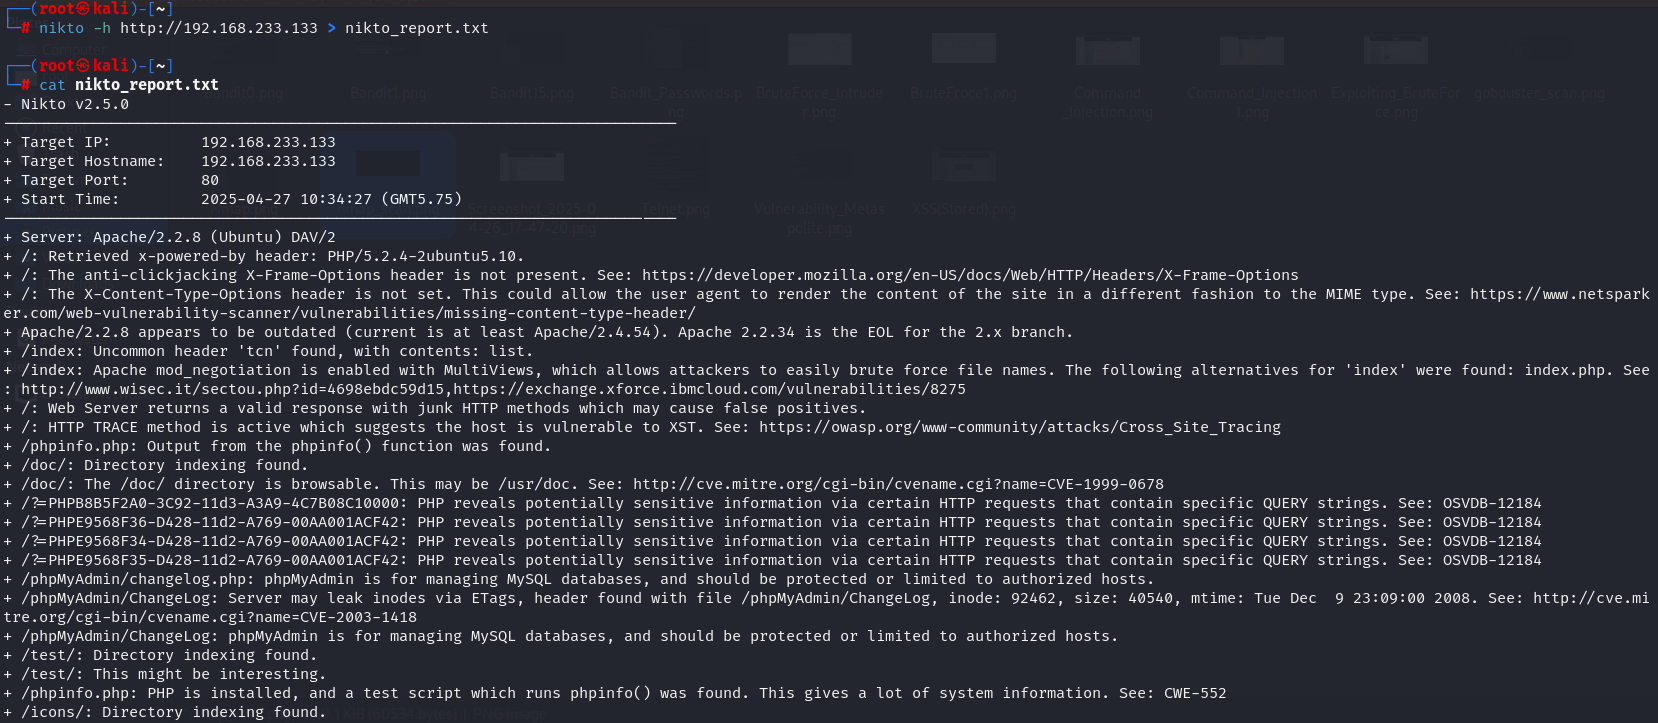 ┌──(root㉿kali)-[~]
└─# nikto -h http://192.168.233.133 > nikto_report.txt
┌──(root㉿kali)-[~]
└─# cat nikto_report.txt
- Nikto v2.5.0
---------------------------------------------------------------------------
+ Target IP:          192.168.233.133
+ Target Hostname:    192.168.233.133
+ Target Port:        80
+ Start Time:         2025-04-27 10:34:27 (GMT5.75)
---------------------------------------------------------------------------
+ Server: Apache/2.2.8 (Ubuntu) DAV/2
+ /: Retrieved x-powered-by header: PHP/5.2.4-2ubuntu5.10.
+ /: The anti-clickjacking X-Frame-Options header is not present. See: https://developer.mozilla.org/en-US/docs/Web/HTTP/Headers/X-Frame-Options
+ /: The X-Content-Type-Options header is not set. This could allow the user agent to render the content of the site in a different fashion to the MIME type. See: https://www.netspark
er.com/web-vulnerability-scanner/vulnerabilities/missing-content-type-header/
+ Apache/2.2.8 appears to be outdated (current is at least Apache/2.4.54). Apache 2.2.34 is the EOL for the 2.x branch.
+ /index: Uncommon header 'tcn' found, with contents: list.
+ /index: Apache mod_negotiation is enabled with MultiViews, which allows attackers to easily brute force file names. The following alternatives for 'index' were found: index.php. See
: http://www.wisec.it/sectou.php?id=4698ebdc59d15,https://exchange.xforce.ibmcloud.com/vulnerabilities/8275
+ /: Web Server returns a valid response with junk HTTP methods which may cause false positives.
+ /: HTTP TRACE method is active which suggests the host is vulnerable to XST. See: https://owasp.org/www-community/attacks/Cross_Site_Tracing
+ /phpinfo.php: Output from the phpinfo() function was found.
+ /doc/: Directory indexing found.
+ /doc/: The /doc/ directory is browsable. This may be /usr/doc. See: http://cve.mitre.org/cgi-bin/cvename.cgi?name=CVE-1999-0678
+ /?=PHPB8B5F2A0-3C92-11d3-A3A9-4C7B08C10000: PHP reveals potentially sensitive information via certain HTTP requests that contain specific QUERY strings. See: OSVDB-12184
+ /?=PHPE9568F36-D428-11d2-A769-00AA001ACF42: PHP reveals potentially sensitive information via certain HTTP requests that contain specific QUERY strings. See: OSVDB-12184
+ /?=PHPE9568F34-D428-11d2-A769-00AA001ACF42: PHP reveals potentially sensitive information via certain HTTP requests that contain specific QUERY strings. See: OSVDB-12184
+ /?=PHPE9568F35-D428-11d2-A769-00AA001ACF42: PHP reveals potentially sensitive information via certain HTTP requests that contain specific QUERY strings. See: OSVDB-12184
+ /phpMyAdmin/changelog.php: phpMyAdmin is for managing MySQL databases, and should be protected or limited to authorized hosts.
+ /phpMyAdmin/ChangeLog: Server may leak inodes via ETags, header found with file /phpMyAdmin/ChangeLog, inode: 92462, size: 40540, mtime: Tue Dec  9 23:09:00 2008. See: http://cve.mi
tre.org/cgi-bin/cvename.cgi?name=CVE-2003-1418
+ /phpMyAdmin/ChangeLog: phpMyAdmin is for managing MySQL databases, and should be protected or limited to authorized hosts.
+ /test/: Directory indexing found.
+ /test/: This might be interesting.
+ /phpinfo.php: PHP is installed, and a test script which runs phpinfo() was found. This gives a lot of system information. See: CWE-552
+ /icons/: Directory indexing found.